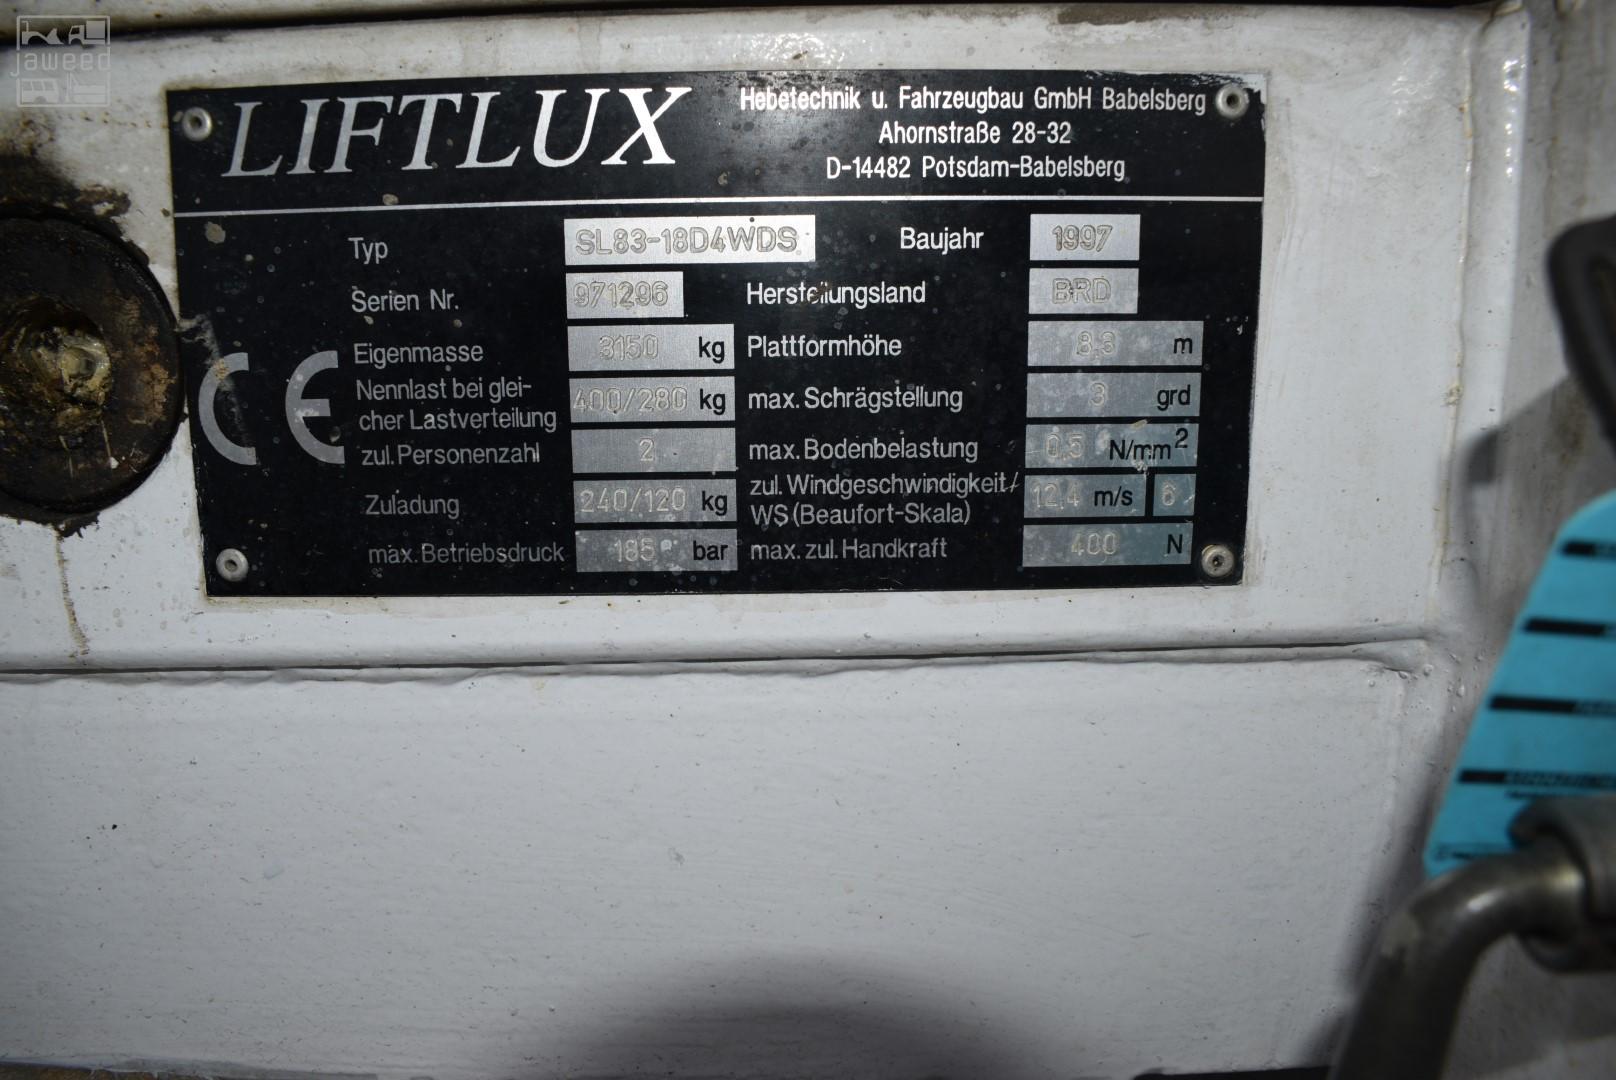 jaweed
LIFTLUX
Hebetechnik u. Fahrzeugbau GmbH Babelsberg
Ahornstraße 28-32
D-14482 Potsdam-Babelsberg
Typ SL83-18D4WDS Baujahr 1997
Serien Nr. 971296 Herstellungsland BRD
Eigenmasse 3150 kg Plattformhöhe 8,3 m
Nennlast bei glei-
cher Lastverteilung 400/280 kg max. Schrägstellung 3 grd
zul. Personenzahl 2 max. Bodenbelastung 0,5 N/mm²
Zuladung 240/120 kg zul. Windgeschwindigkeit/
WS (Beaufort-Skala) 12,4 m/s 6
max. Betriebsdruck 185 bar max. zul. Handkraft 400 N
CE